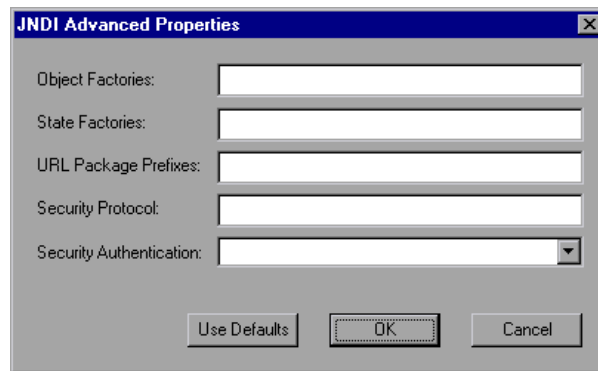 JNDI Advanced Properties
Object Factories:
State Factories:
URL Package Prefixes:
Security Protocol:
Security Authentication:
Use Defaults OK Cancel